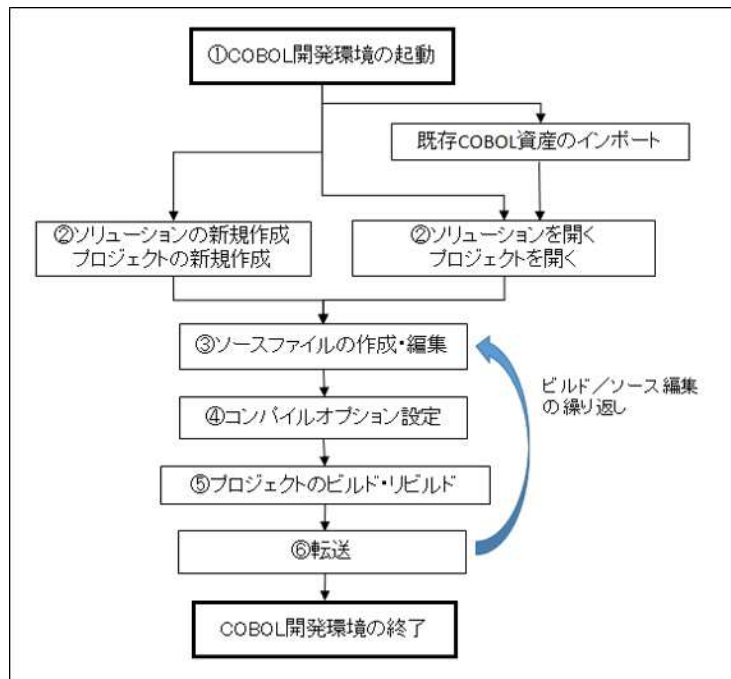 ①COBOL開発環境の起動
既存COBOL資産のインポート
②ソリューションの新規作成
プロジェクトの新規作成
②ソリューションを開く
プロジェクトを開く
③ソースファイルの作成・編集
ビルド／ソース編集
の繰り返し
④コンパイルオプション設定
⑤プロジェクトのビルド・リビルド
⑥転送
COBOL開発環境の終了